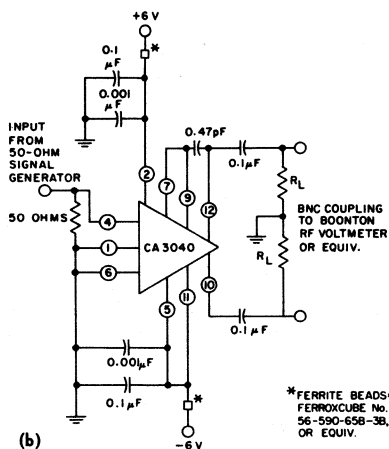 +6 V
*
0.1
μF
0.001
μF
INPUT
FROM
50-OHM
SIGNAL
GENERATOR
50 OHMS
2
7
9
12
0.47pF
0.1μF
4
1
6
CA 3040
5
11
10
RL
RL
BNC COUPLING
TO BOONTON
RF VOLTMETER
OR EQUIV.
0.1μF
0.001μF
0.1μF
*
-6 V
*FERRITE BEADS:
FERROXCUBE No.
56-590-65B-3B,
OR EQUIV.
(b)